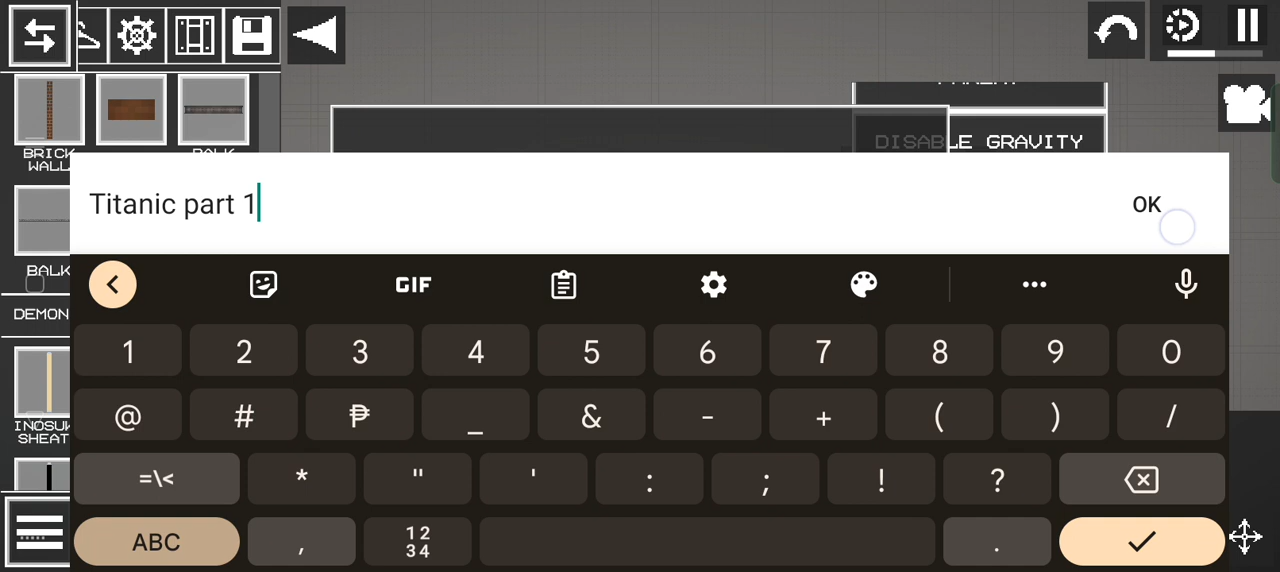 DISABLE GRAVITY
BRICK
WALL
Titanic part 1
OK
BALK
GIF
DEMON
1 2 3 4 5 6 7 8 9 0
@ # ₱ _ & - + ( ) /
INOSUK
SHEAT
=\< * " ' : ; ! ?
ABC , 12 34 .